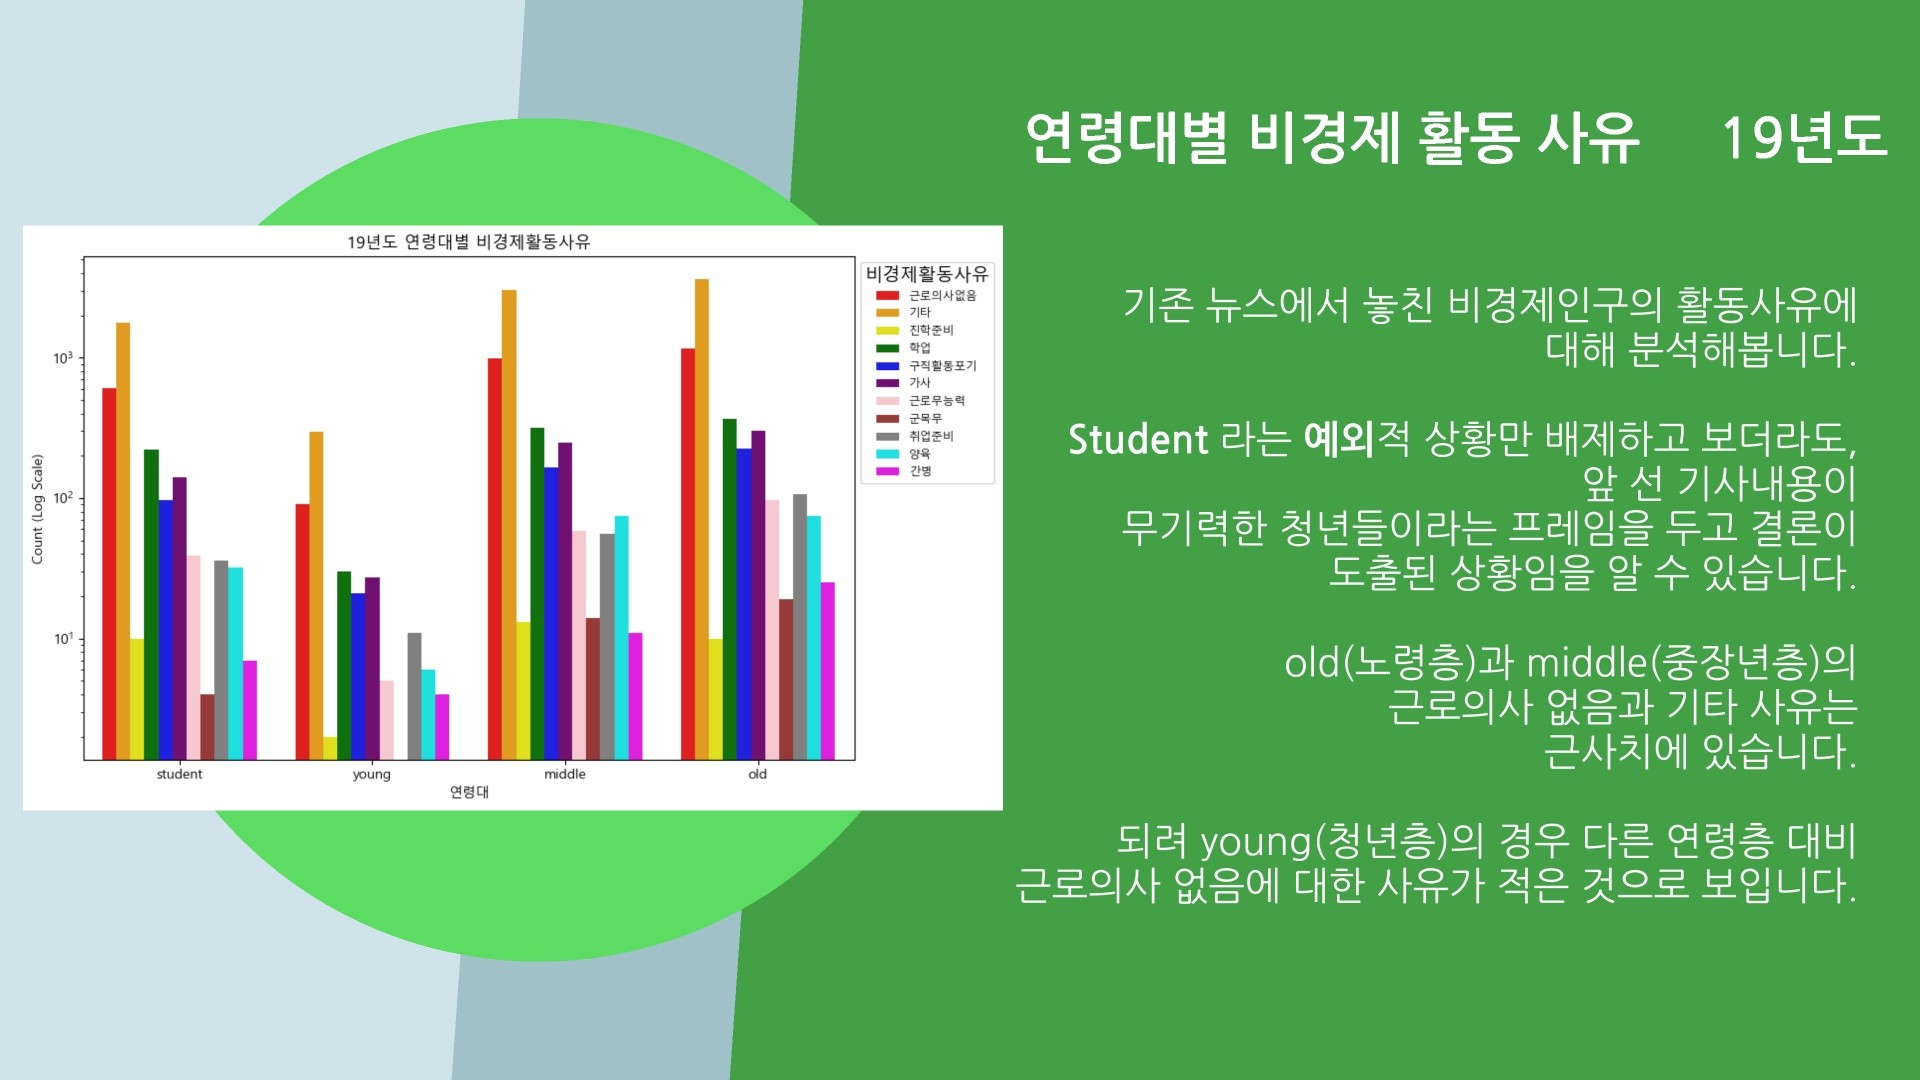 연령대별 비경제 활동 사유 19년도
19년도 연령대별 비경제활동사유
Count (Log Scale)
10³
10²
10¹
student young middle old
연령대
비경제활동사유
근로의사없음
기타
진학준비
학업
구직활동포기
가사
근로무능력
군목무
취업준비
양육
간병
기존 뉴스에서 놓친 비경제인구의 활동사유에
대해 분석해봅니다.
Student 라는 예외적 상황만 배제하고 보더라도,
앞 선 기사내용이
무기력한 청년들이라는 프레임을 두고 결론이
도출된 상황임을 알 수 있습니다.
old(노령층)과 middle(중장년층)의
근로의사 없음과 기타 사유는
근사치에 있습니다.
되려 young(청년층)의 경우 다른 연령층 대비
근로의사 없음에 대한 사유가 적은 것으로 보입니다.